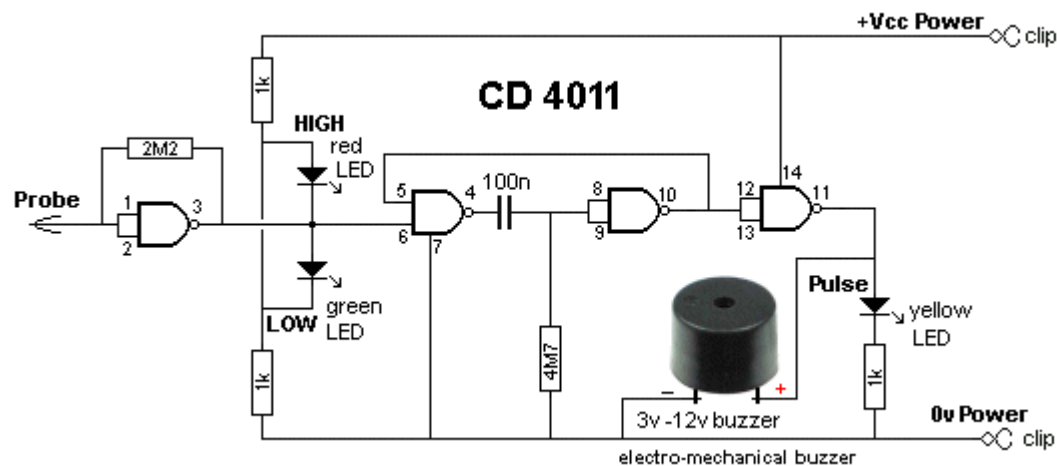 +Vcc Power
clip
1k
CD 4011
HIGH
red
LED
2M2
14
5
4
100n
8
10
12
11
Probe
1
3
2
6
7
9
13
green
LED
LOW
Pulse
yellow
LED
4M7
1k
1k
−
+
3v -12v buzzer
0v Power
clip
electro-mechanical buzzer